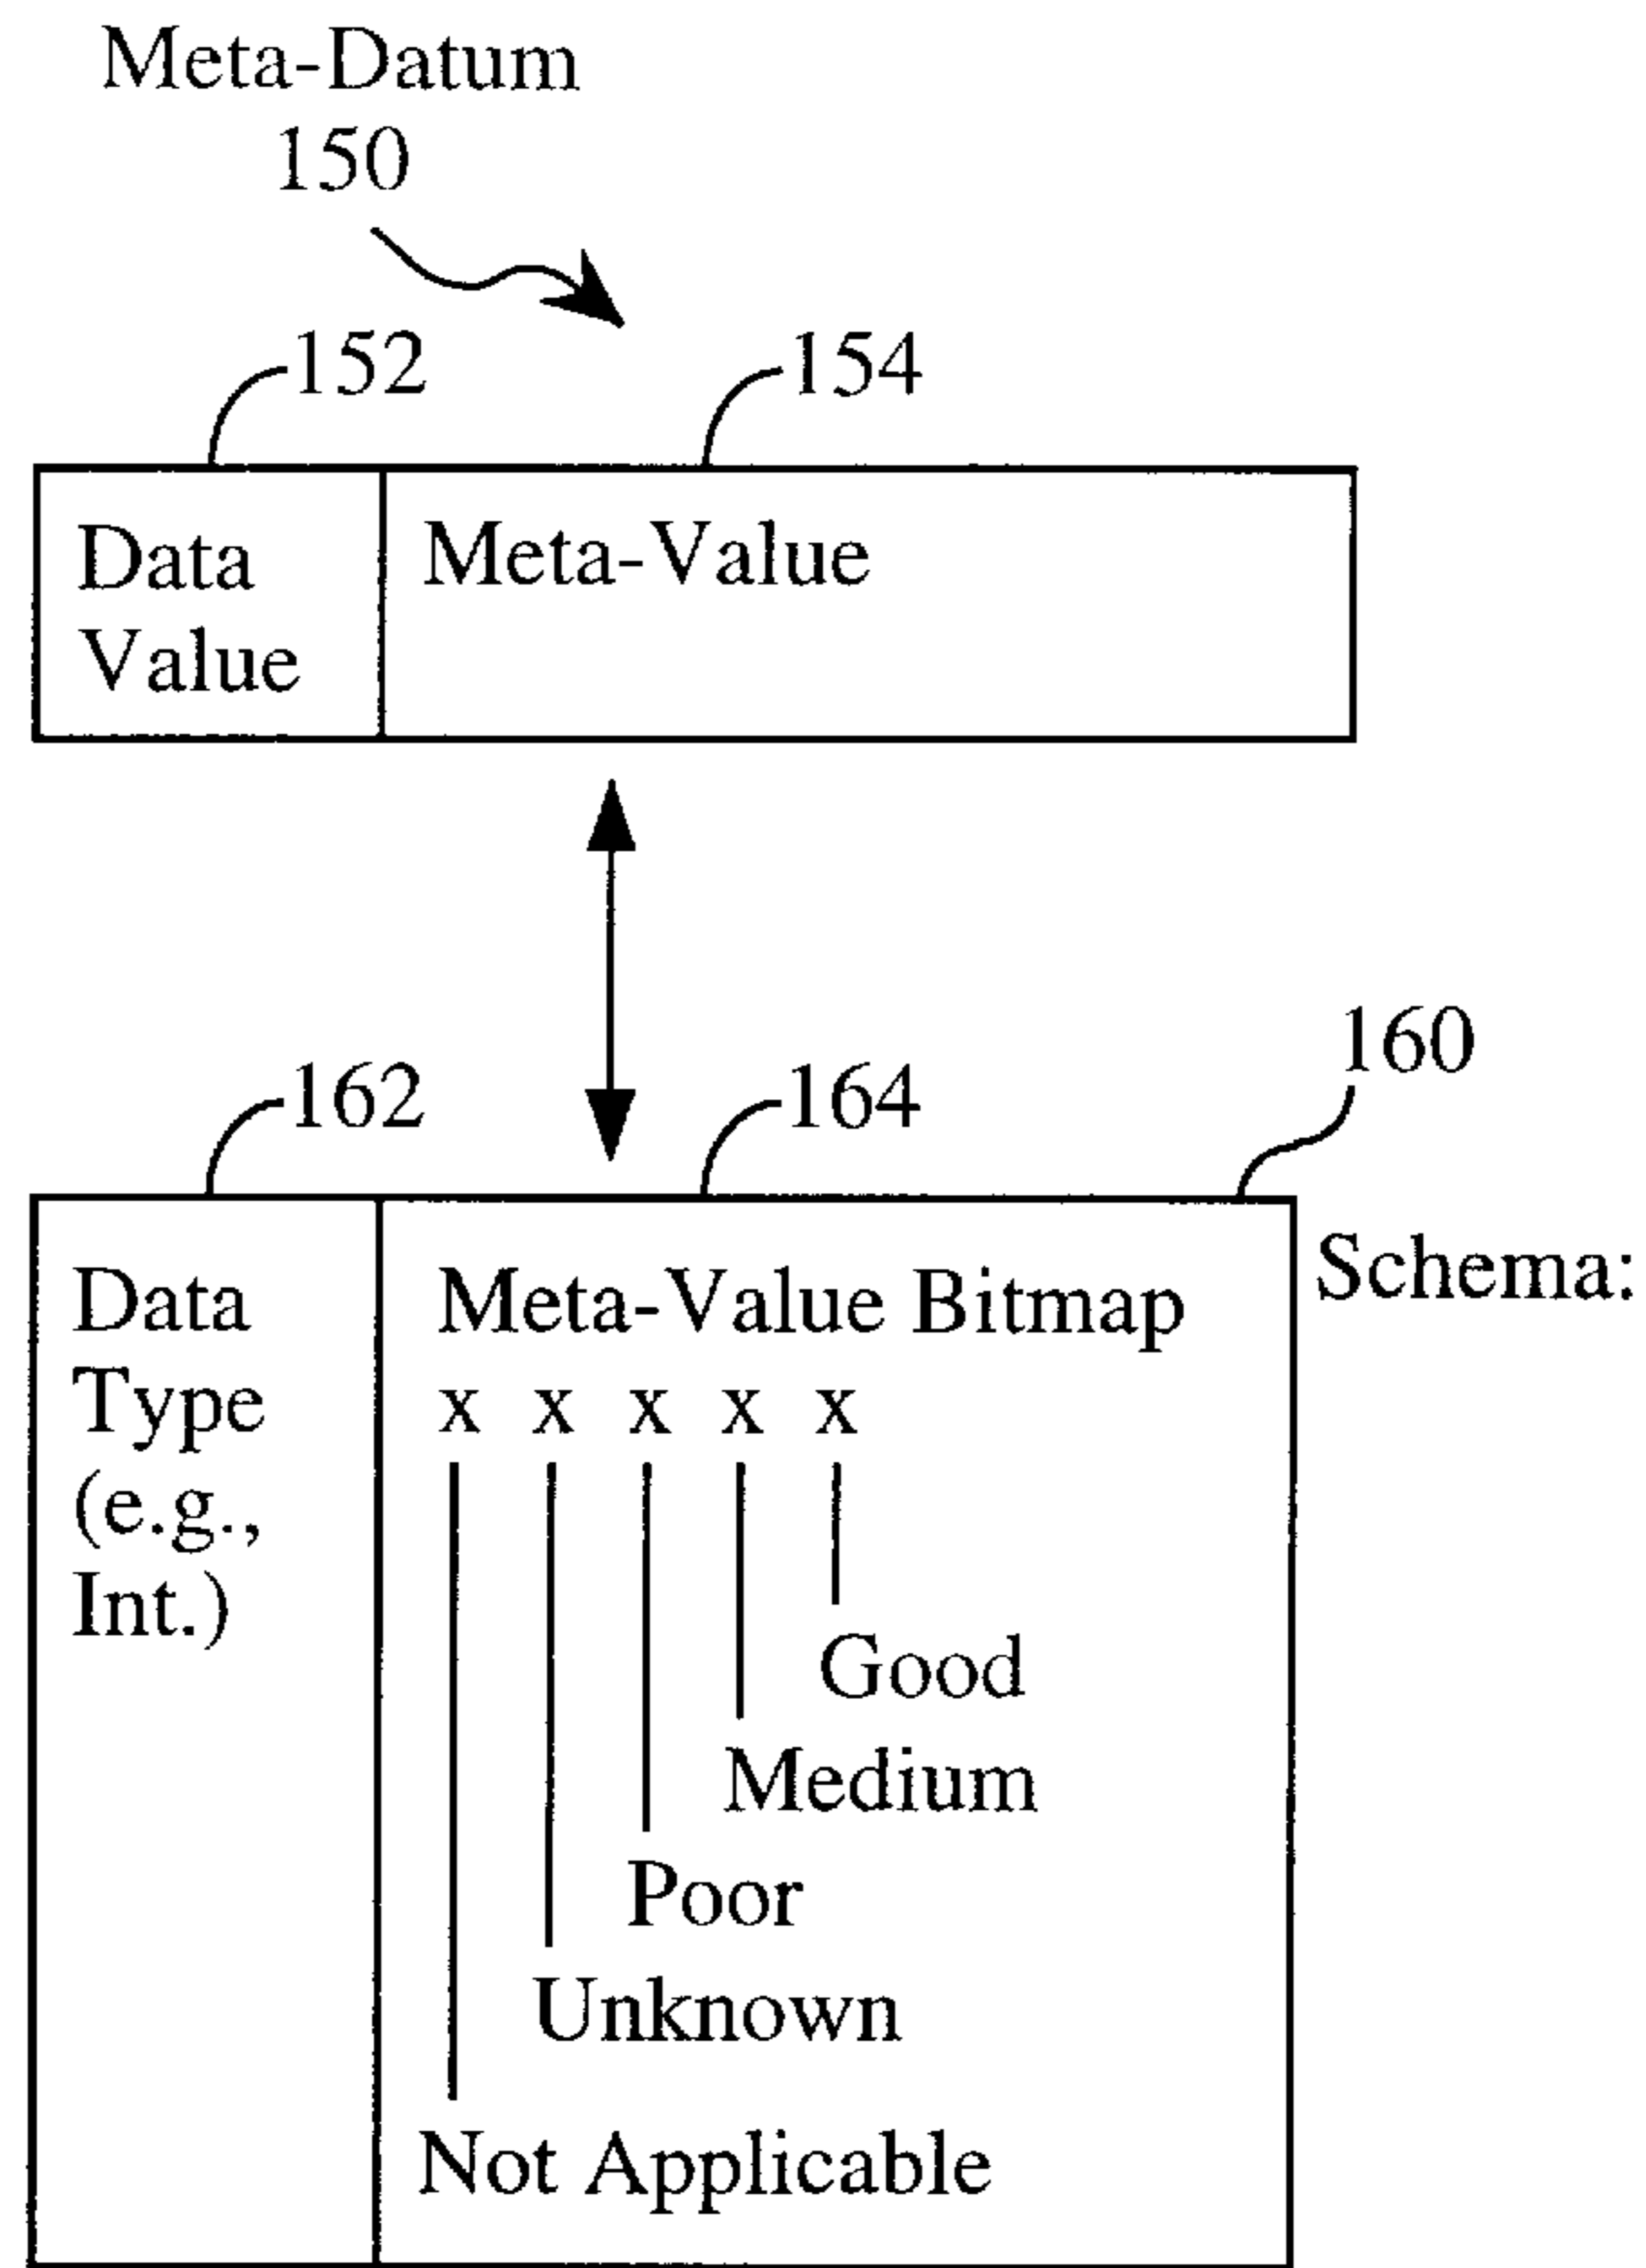 Meta-Datum
150
152
154
Data
Value
Meta-Value
160
162
164
Schema:
Data
Type
(e.g.,
Int.)
Meta-Value Bitmap
x x x x x
Good
Medium
Poor
Unknown
Not Applicable